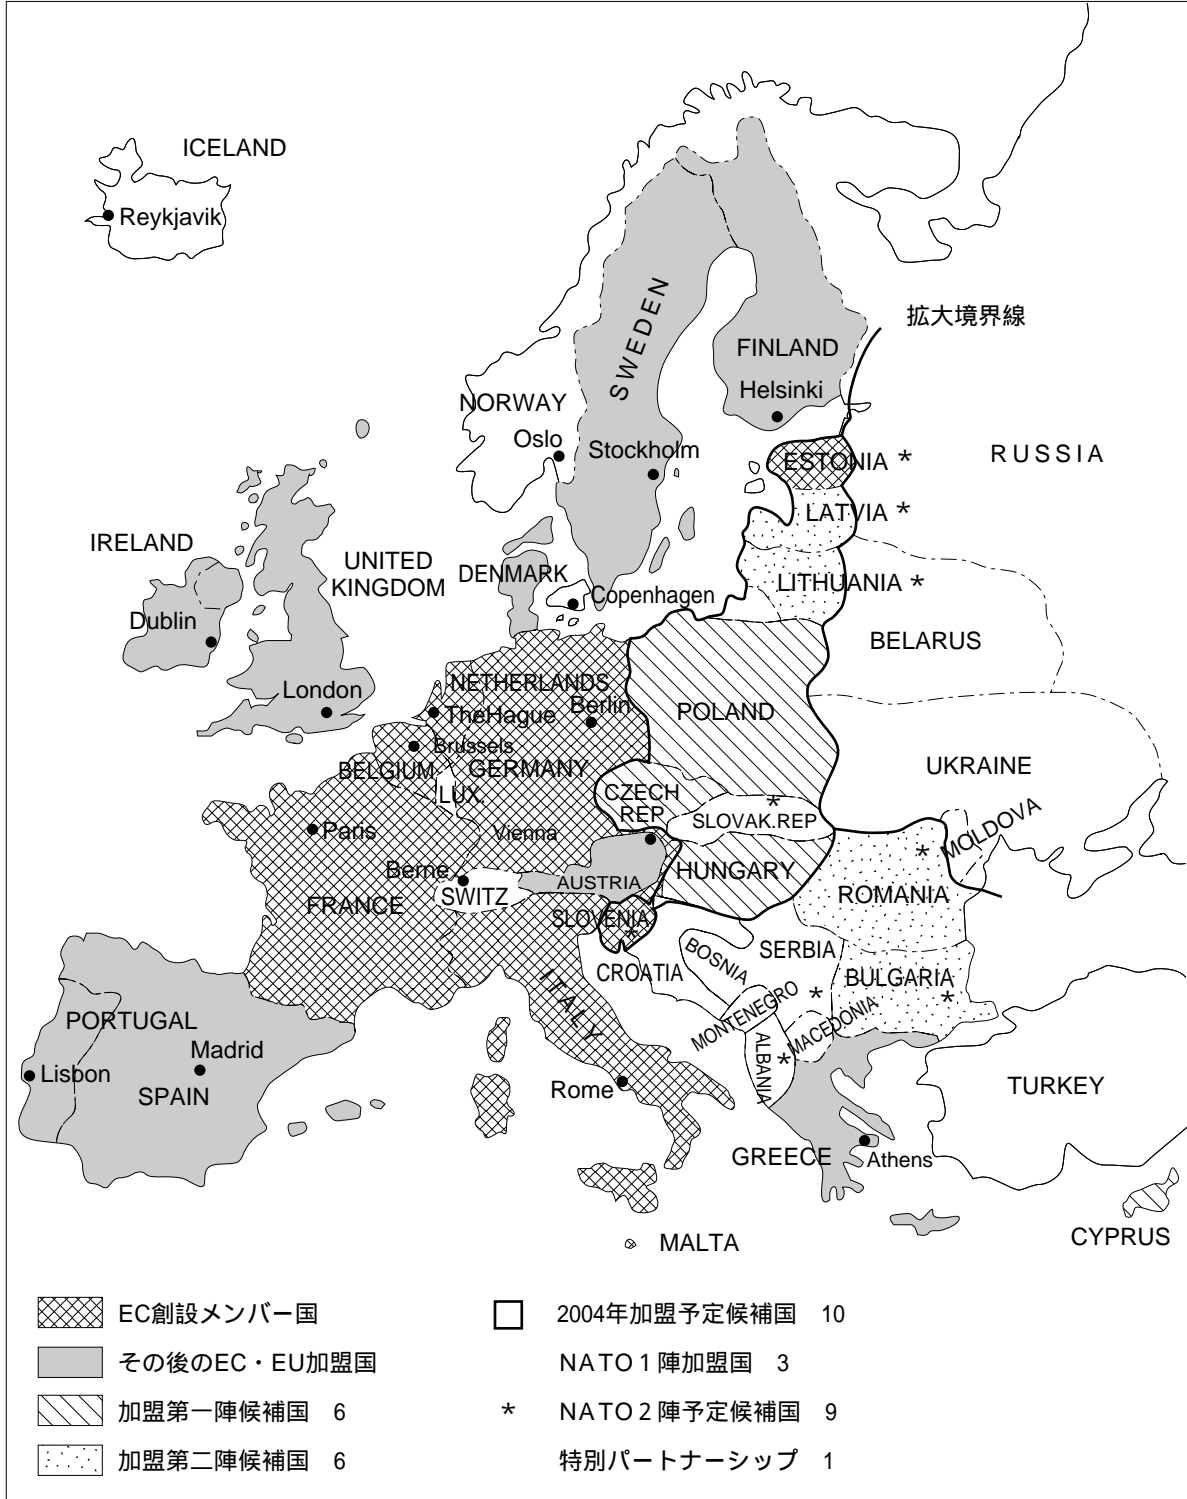 ICELAND
Reykjavik
拡大境界線
SWEDEN
FINLAND
Helsinki
NORWAY
Oslo
Stockholm
ESTONIA *
RUSSIA
LATVIA *
IRELAND
UNITED
KINGDOM
DENMARK
LITHUANIA *
Copenhagen
Dublin
BELARUS
London
NETHERLANDS
Berlin
POLAND
TheHague
Brussels
BELGIUM
GERMANY
UKRAINE
LUX.
CZECH
REP
*
SLOVAK.REP
MOLDOVA
Paris
Vienna
*
Berne
SWITZ
AUSTRIA
HUNGARY
ROMANIA
FRANCE
SLOVENIA
*
SERBIA
BOSNIA
CROATIA
BULGARIA
*
ITALY
MONTENEGRO
*
MACEDONIA
PORTUGAL
Madrid
Lisbon
SPAIN
ALBANIA
*
Rome
TURKEY
GREECE
Athens
MALTA
CYPRUS
EC創設メンバー国
その後のEC・EU加盟国
加盟第一陣候補国 6
加盟第二陣候補国 6
2004年加盟予定候補国 10
NATO1陣加盟国 3
* NATO2陣予定候補国 9
特別パートナーシップ 1